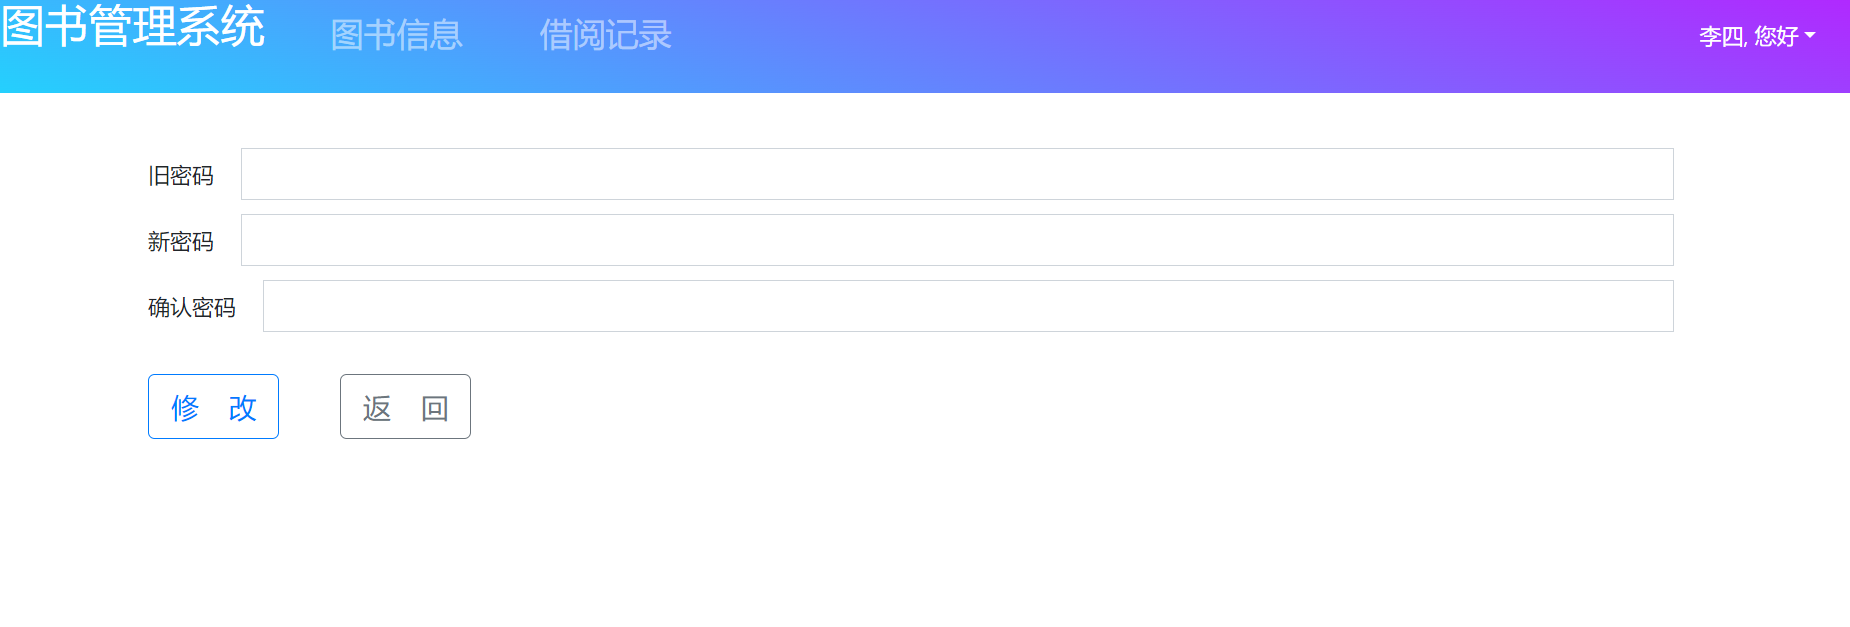 图书管理系统 图书信息 借阅记录 李四, 您好
旧密码
新密码
确认密码
修 改 返 回